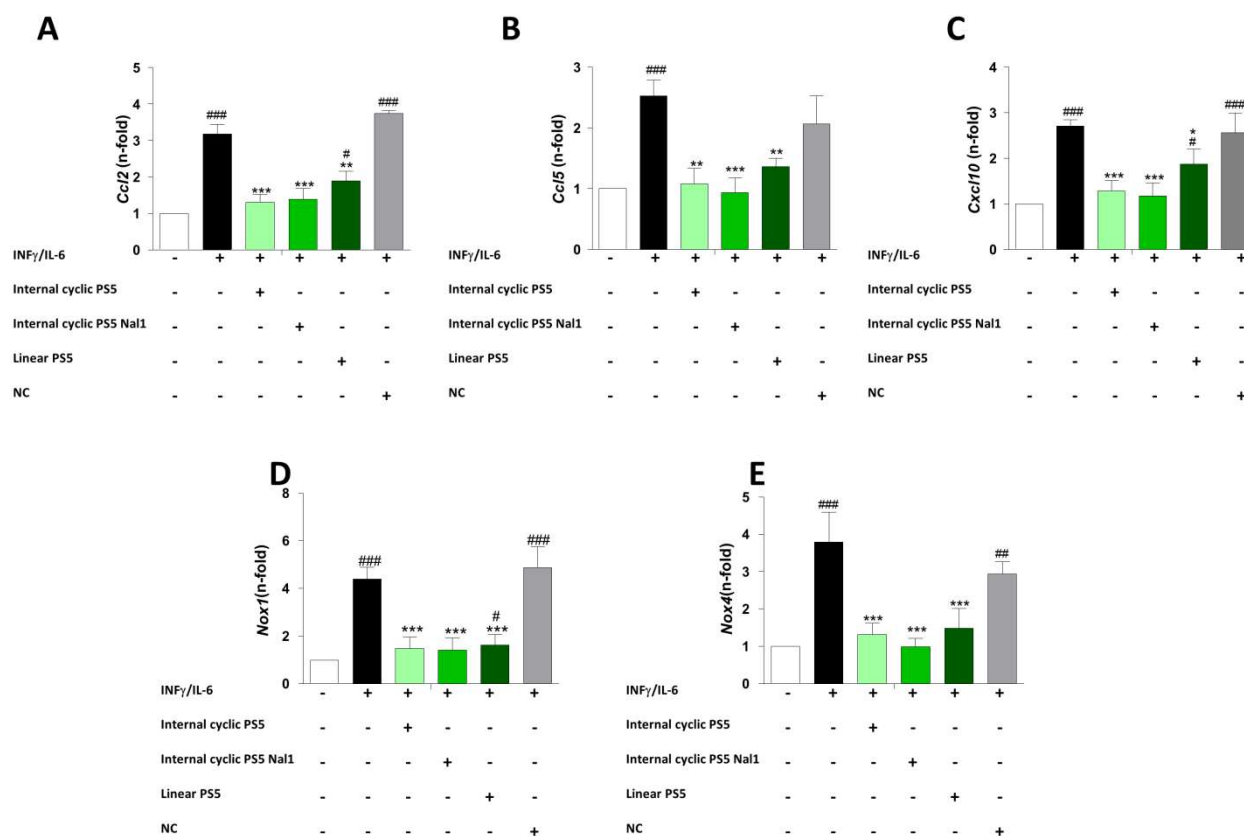 A
Ccl2 (n-fold)
5
4
3
2
1
0
###
***
***
#
**
###
INFγ/IL-6 - + + + + +
Internal cyclic PS5 - - + - - -
Internal cyclic PS5 Nal1 - - - + - -
Linear PS5 - - - - + -
NC - - - - - +
B
Ccl5 (n-fold)
3
2
1
0
###
**
***
**
INFγ/IL-6 - + + + + +
Internal cyclic PS5 - - + - - -
Internal cyclic PS5 Nal1 - - - + - -
Linear PS5 - - - - + -
NC - - - - - +
C
Cxcl10 (n-fold)
4
3
2
1
0
###
***
***
*
#
###
INFγ/IL-6 - + + + + +
Internal cyclic PS5 - - + - - -
Internal cyclic PS5 Nal1 - - - + - -
Linear PS5 - - - - + -
NC - - - - - +
D
Nox1(n-fold)
8
6
4
2
0
###
***
***
#
***
###
INFγ/IL-6 - + + + + +
Internal cyclic PS5 - - + - - -
Internal cyclic PS5 Nal1 - - - + - -
Linear PS5 - - - - + -
NC - - - - - +
E
Nox4(n-fold)
5
4
3
2
1
0
###
***
***
***
##
INFγ/IL-6 - + + + + +
Internal cyclic PS5 - - + - - -
Internal cyclic PS5 Nal1 - - - + - -
Linear PS5 - - - - + -
NC - - - - - +